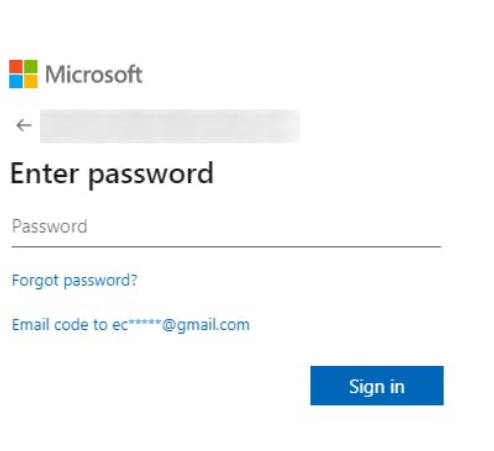 Microsoft
Enter password
Password
Forgot password?
Email code to ec*****@gmail.com
Sign in